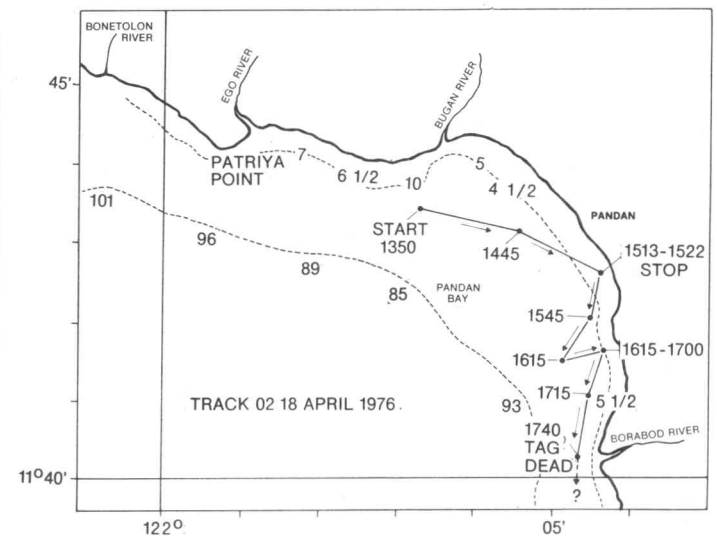 BONETOLON
RIVER
45'
EGO RIVER
BUGAN RIVER
PATRIYA
POINT
7
6 1/2
10
5
4 1/2
101
96
89
85
93
START
1350
1445
PANDAN
1513-1522
STOP
PANDAN
BAY
1545
1615
1615-1700
1715
5 1/2
TRACK 02 18 APRIL 1976.
1740
TAG
DEAD
BORABOD RIVER
?
11° 40'
122°
05'